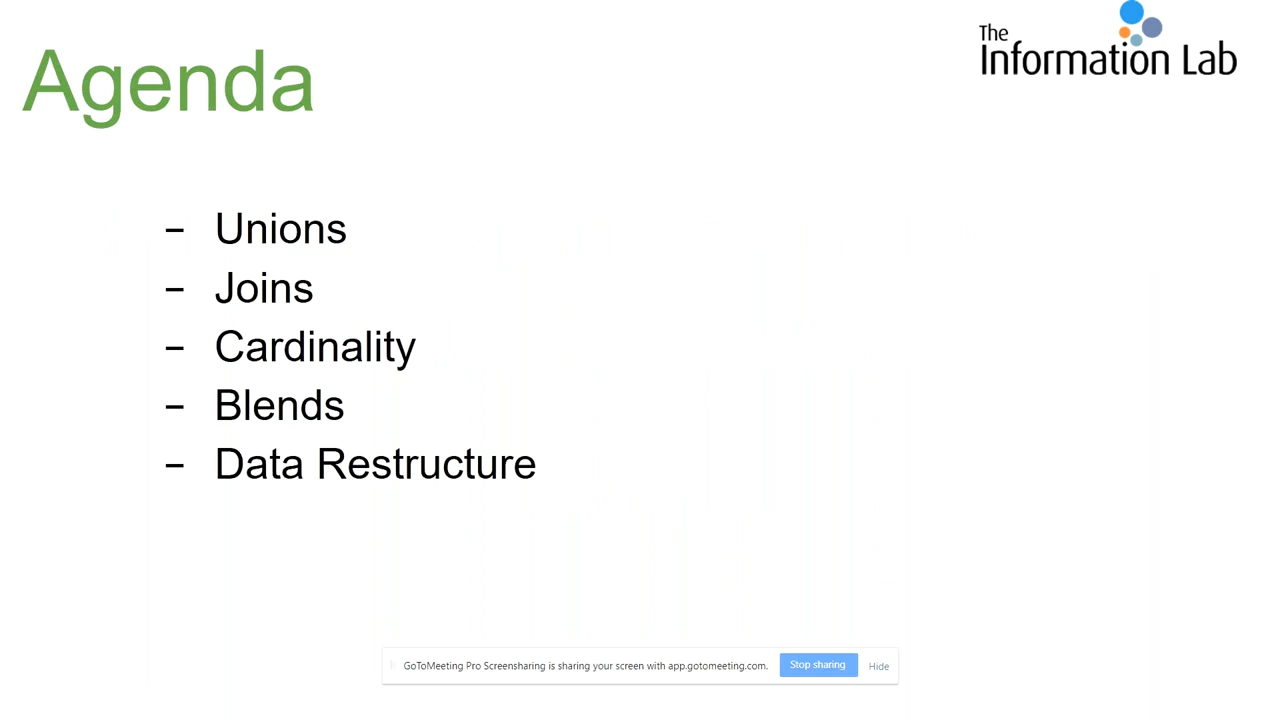 Agenda
The
Information Lab
- Unions
- Joins
- Cardinality
- Blends
- Data Restructure
GoToMeeting Pro Screensharing is sharing your screen with app.gotomeeting.com. Stop sharing Hide